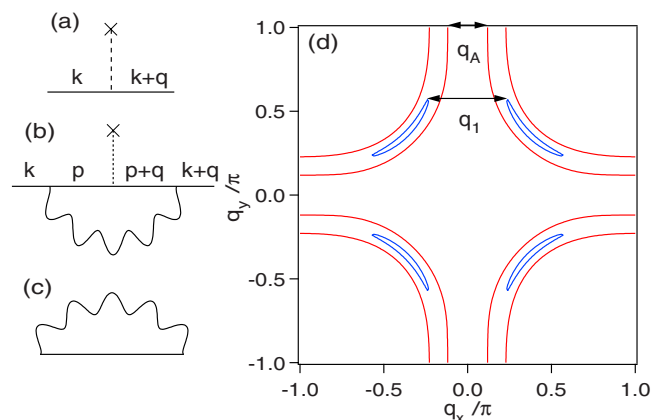 (a)
k k+q
(b)
k p p+q k+q
(c)
(d)
q_A
q_1
q_y /π
1.0
0.5
0.0
-0.5
-1.0
-1.0 -0.5 0.0 0.5 1.0
q_x /π